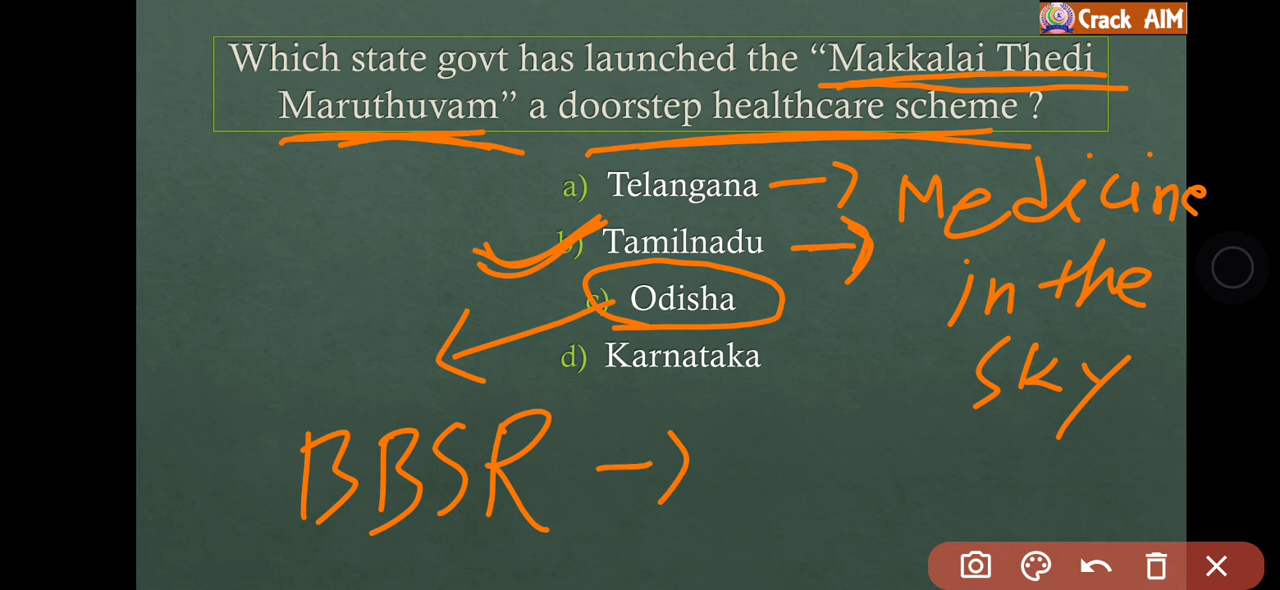 Crack AIM
Which state govt has launched the “Makkalai Thedi
Maruthuvam” a doorstep healthcare scheme ?
a) Telangana → Medicine
b) Tamilnadu → in the
c) Odisha
sky
d) Karnataka
BBSR →